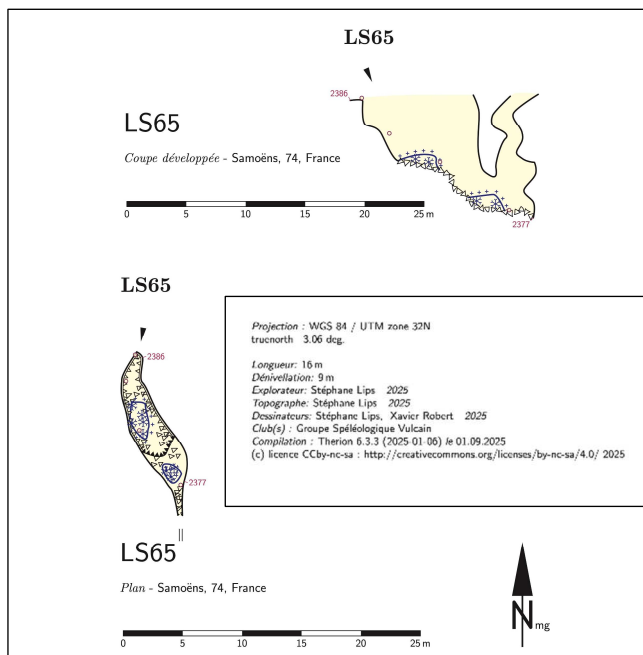 LS65
2386
LS65
Coupe développée - Samoëns, 74, France
0 5 10 15 20 25 m
2377
LS65
2386
2377
Projection : WGS 84 / UTM zone 32N
truenorth 3.06 deg.
Longueur: 16 m
Dénivellation: 9 m
Explorateur: Stéphane Lips 2025
Topographe: Stéphane Lips 2025
Dessinateurs: Stéphane Lips, Xavier Robert 2025
Club(s) : Groupe Spéléologique Vulcain
Compilation : Therion 6.3.3 (2025-01-06) le 01.09.2025
(c) licence CCby-nc-sa : http://creativecommons.org/licenses/by-nc-sa/4.0/ 2025
LS65
Plan - Samoëns, 74, France
0 5 10 15 20 25 m
N mg